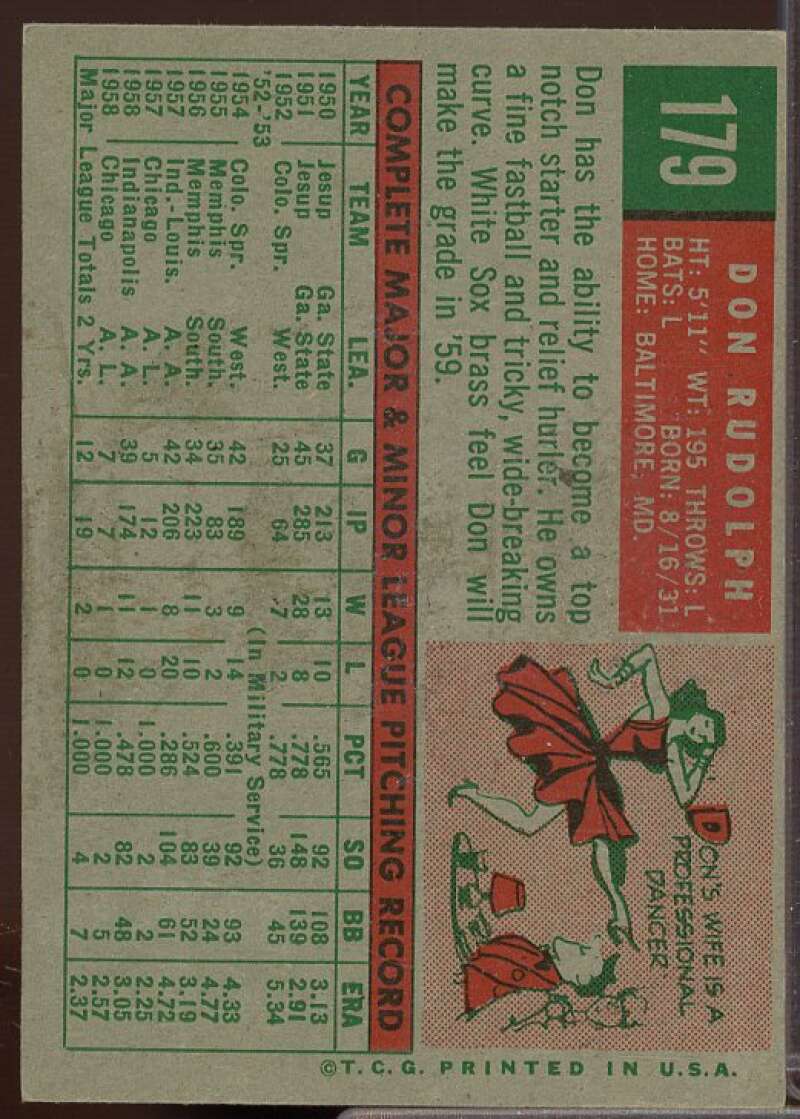 179
DON RUDOLPH
HT: 5'11" WT: 195 THROWS: L
BATS: L BORN: 8/16/31
HOME: BALTIMORE, MD.
Don has the ability to become a top
notch starter and relief hurler. He owns
a fine fastball and tricky, wide-breaking
curve. White Sox brass feel Don will
make the grade in '59.
DON'S WIFE IS A
PROFESSIONAL
DANCER
COMPLETE MAJOR & MINOR LEAGUE PITCHING RECORD
YEAR TEAM LEA. G IP W L PCT SO BB ERA
1950 Jesup Ga. State 37 213 13 10 .565 92 108 3.13
1951 Jesup Ga. State 45 285 28 8 .778 148 139 2.91
1952 Colo. Spr. West. 25 64 7 2 .778 36 45 5.34
'52-'53 (In Military Service)
1954 Colo. Spr. West. 42 189 9 14 .391 92 93 4.33
1955 Memphis South. 35 83 3 2 .600 39 24 4.77
1956 Memphis South. 34 223 11 10 .524 83 52 3.19
1957 Ind.-Louis. A. A. 42 206 8 20 .286 104 61 4.72
1957 Chicago A. L. 5 12 1 0 1.000 2 2 2.25
1958 Indianapolis A. A. 39 174 11 12 .478 82 48 3.05
1958 Chicago A. L. 7 7 1 0 1.000 2 5 2.57
Major League Totals 2 Yrs. 12 19 2 0 1.000 4 7 2.37
©T.C.G. PRINTED IN U.S.A.